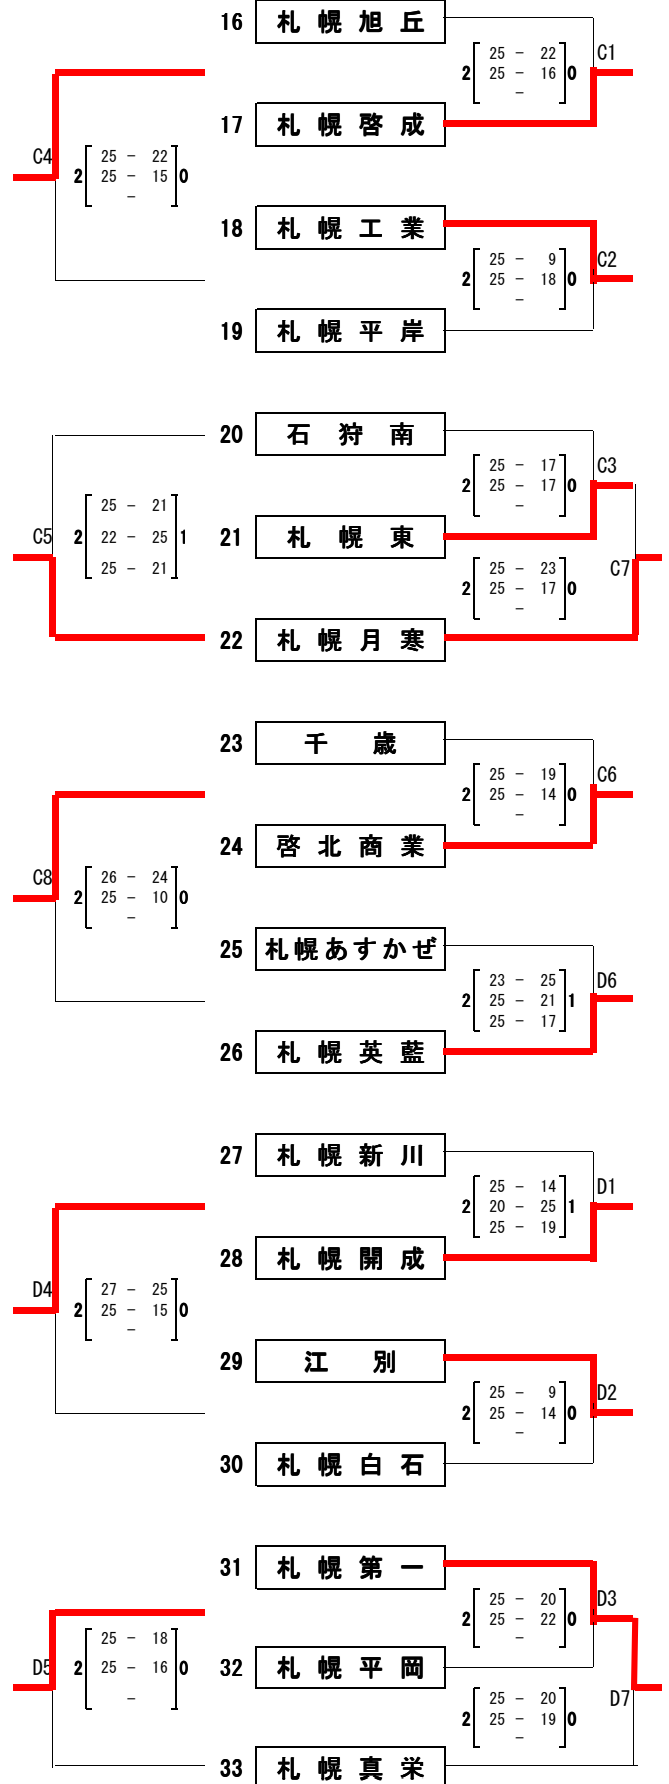 16 札幌旭丘
2 25 － 22 0 C1
25 － 16
－
17 札幌啓成
C4
2 25 － 22 0
25 － 15
－
18 札幌工業
2 25 － 9 0 C2
25 － 18
－
19 札幌平岸
20 石狩南
2 25 － 17 0 C3
25 － 17
－
C5
2 25 － 21 1
22 － 25
25 － 21
21 札幌東
2 25 － 23 0 C7
25 － 17
－
22 札幌月寒
23 千歳
2 25 － 19 0 C6
25 － 14
－
24 啓北商業
C8
2 26 － 24 0
25 － 10
－
25 札幌あすかぜ
2 23 － 25 1 D6
25 － 21
25 － 17
26 札幌英藍
27 札幌新川
2 25 － 14 1 D1
20 － 25
25 － 19
28 札幌開成
D4
2 27 － 25 0
25 － 15
－
29 江別
2 25 － 9 0 D2
25 － 14
－
30 札幌白石
31 札幌第一
2 25 － 20 0 D3
25 － 22
－
D5
2 25 － 18 0
25 － 16
－
32 札幌平岡
2 25 － 20 0 D7
25 － 19
－
33 札幌真栄